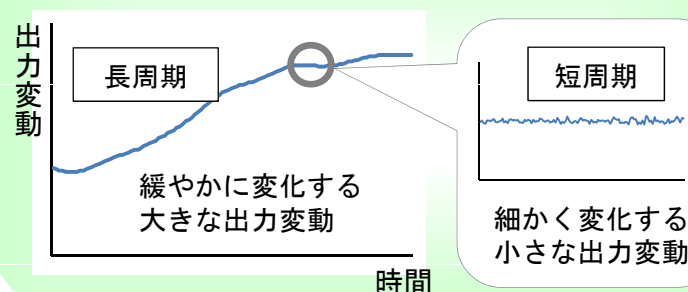 出力変動
長周期
緩やかに変化する
大きな出力変動
時間
短周期
細かく変化する
小さな出力変動